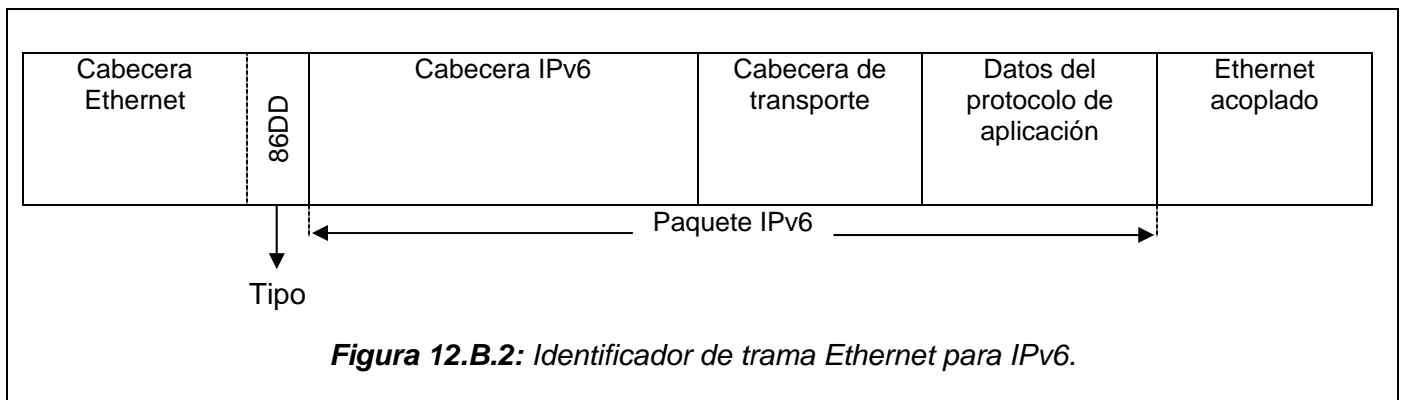 Cabecera
Ethernet
86DD
Cabecera IPv6
Cabecera de
transporte
Datos del
protocolo de
aplicación
Ethernet
acoplado
Paquete IPv6
Tipo
Figura 12.B.2: Identificador de trama Ethernet para IPv6.